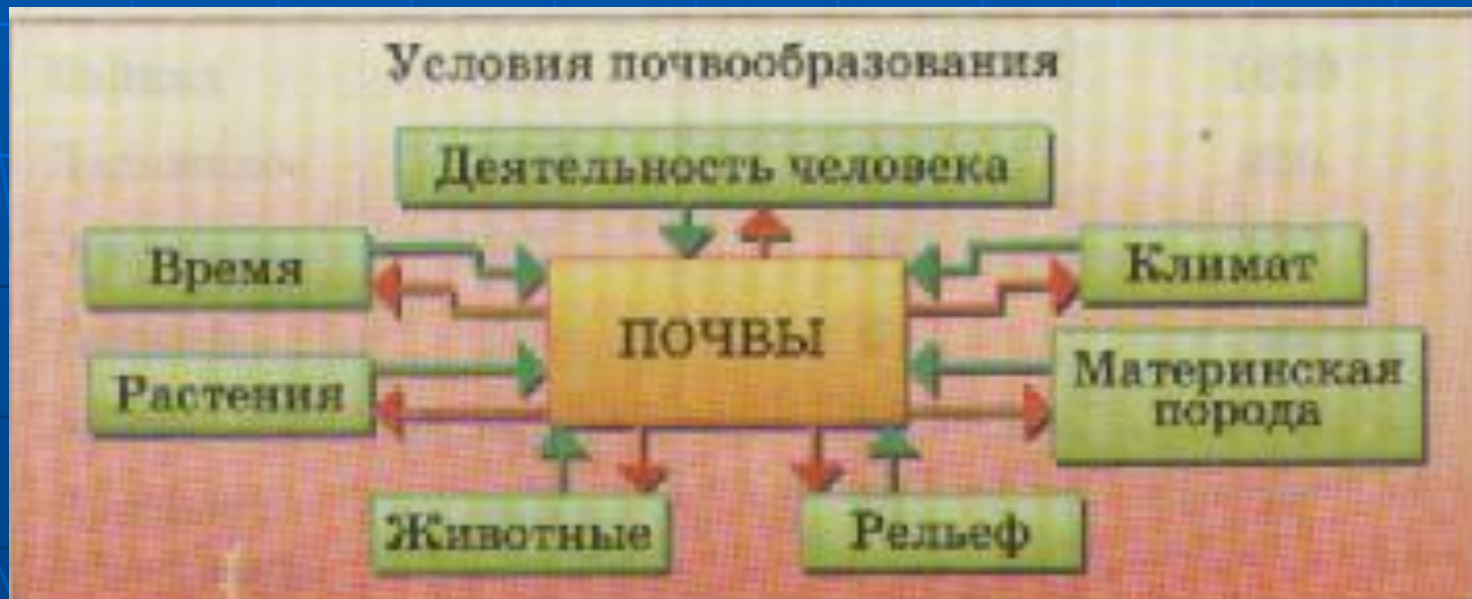 Условия почвообразования
Деятельность человека
Время
Климат
ПОЧВЫ
Растения
Материнская
порода
Животные
Рельеф